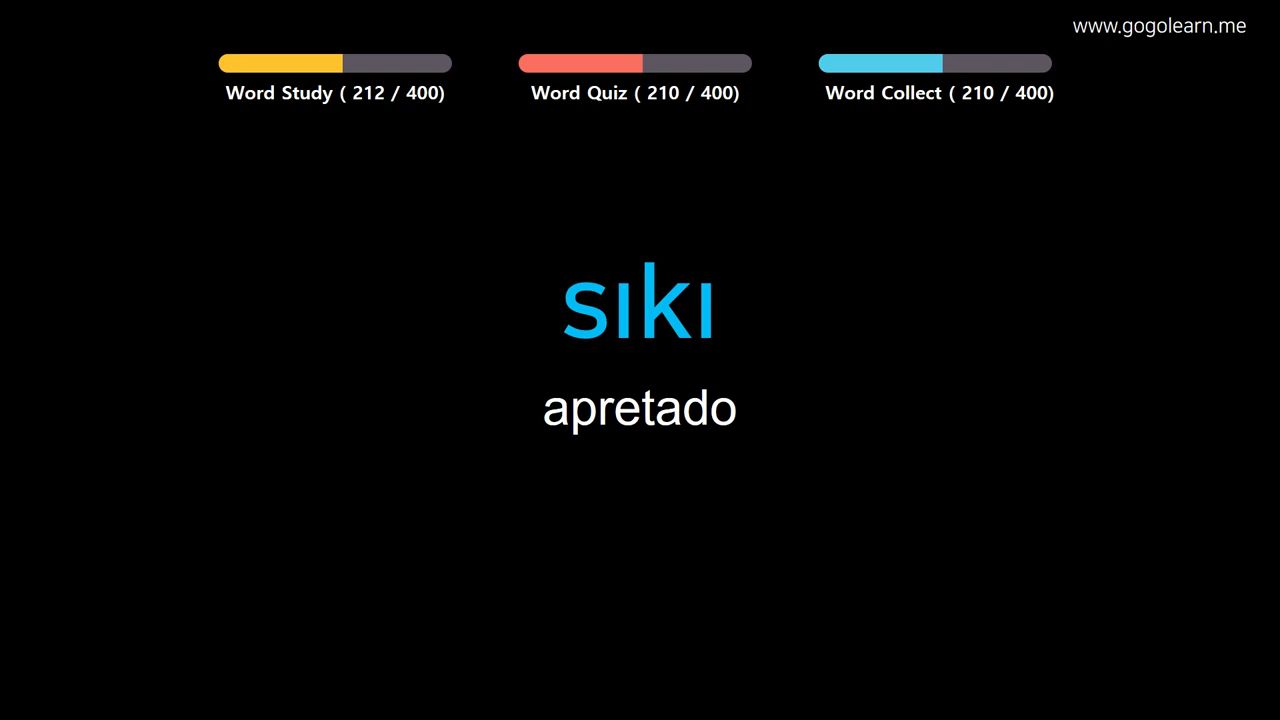 www.gogolearn.me
Word Study ( 212 / 400)
Word Quiz ( 210 / 400)
Word Collect ( 210 / 400)
sıkı
apretado